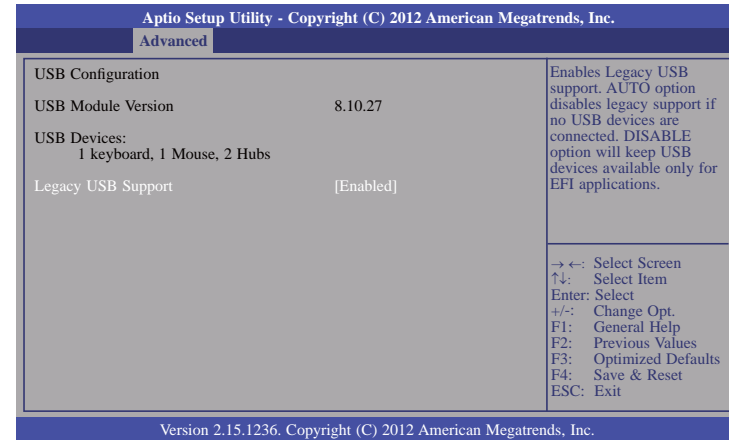 Aptio Setup Utility - Copyright (C) 2012 American Megatrends, Inc.
Advanced
USB Configuration
USB Module Version 8.10.27
USB Devices:
1 keyboard, 1 Mouse, 2 Hubs
Legacy USB Support [Enabled]
Enables Legacy USB
support. AUTO option
disables legacy support if
no USB devices are
connected. DISABLE
option will keep USB
devices available only for
EFI applications.
→ ←: Select Screen
↑↓: Select Item
Enter: Select
+/-: Change Opt.
F1: General Help
F2: Previous Values
F3: Optimized Defaults
F4: Save & Reset
ESC: Exit
Version 2.15.1236. Copyright (C) 2012 American Megatrends, Inc.